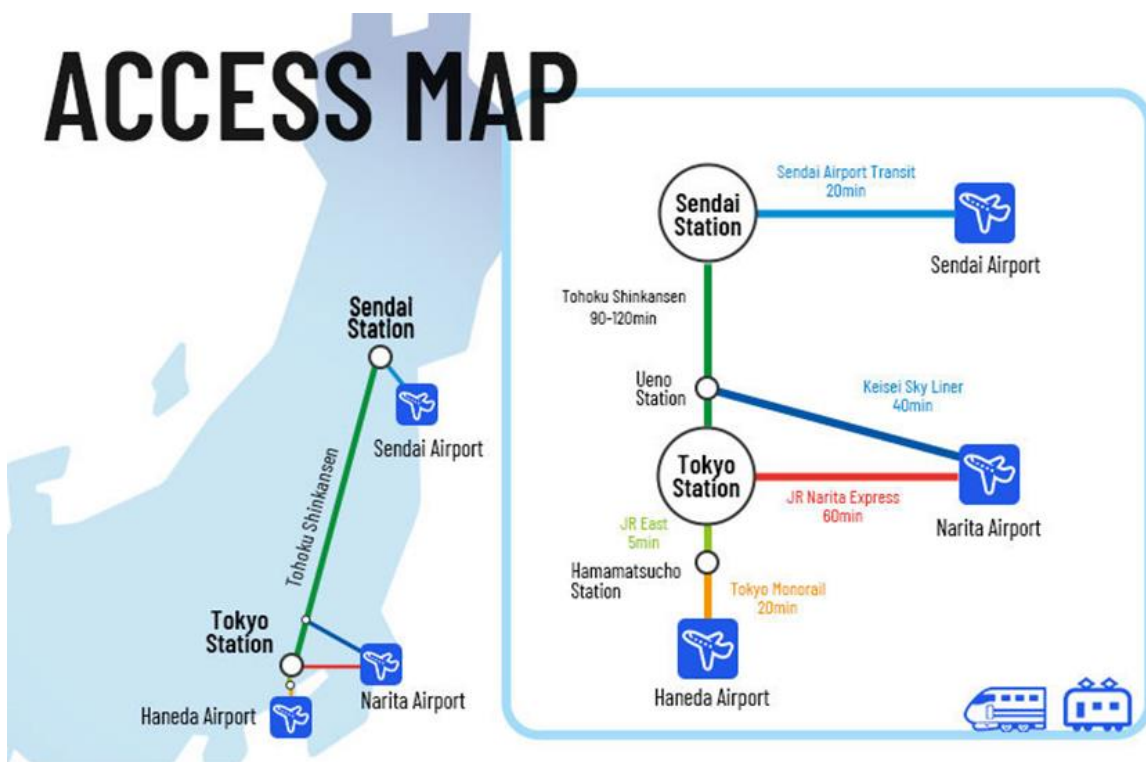 ACCESS MAP
Sendai
Station
Sendai Airport
Tohoku Shinkansen
Tokyo
Station
Narita Airport
Haneda Airport
Sendai
Station
Sendai Airport Transit
20min
Sendai Airport
Tohoku Shinkansen
90-120min
Ueno
Station
Keisei Sky Liner
40min
Tokyo
Station
JR Narita Express
60min
Narita Airport
JR East
5min
Hamamatsucho
Station
Tokyo Monorail
20min
Haneda Airport